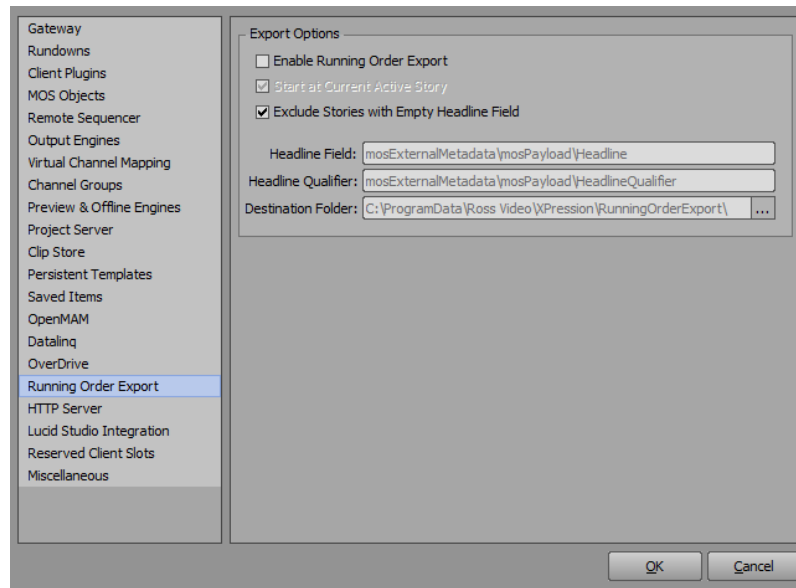 Gateway
Rundowns
Client Plugins
MOS Objects
Remote Sequencer
Output Engines
Virtual Channel Mapping
Channel Groups
Preview & Offline Engines
Project Server
Clip Store
Persistent Templates
Saved Items
OpenMAM
Datalinq
OverDrive
Running Order Export
HTTP Server
Lucid Studio Integration
Reserved Client Slots
Miscellaneous
Export Options
Enable Running Order Export
Start at Current Active Story
Exclude Stories with Empty Headline Field
Headline Field: mosExternalMetadata\mosPayload\Headline
Headline Qualifier: mosExternalMetadata\mosPayload\HeadlineQualifier
Destination Folder: C:\ProgramData\Ross Video\XPression\RunningOrderExport\ ...
OK Cancel